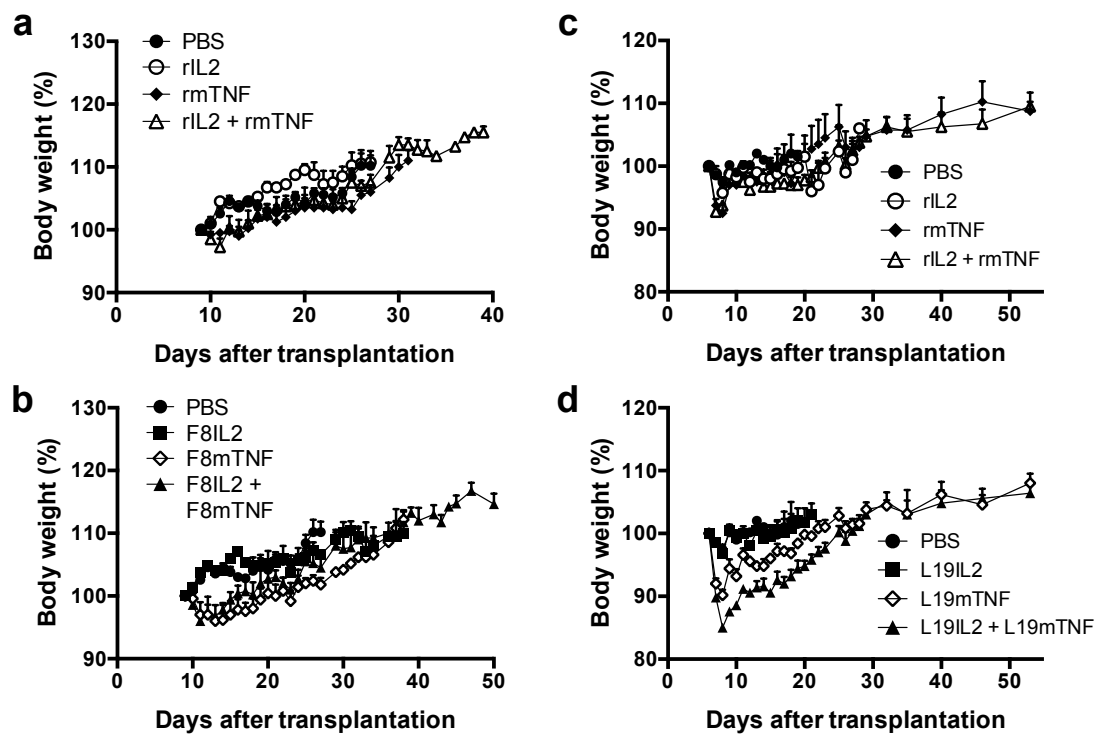 a
130
120
110
100
90
Body weight (%)
PBS
rIL2
rmTNF
rIL2 + rmTNF
0 10 20 30 40
Days after transplantation
c
120
110
100
90
80
Body weight (%)
PBS
rIL2
rmTNF
rIL2 + rmTNF
0 10 20 30 40 50
Days after transplantation
b
130
120
110
100
90
Body weight (%)
PBS
F8IL2
F8mTNF
F8IL2 +
F8mTNF
0 10 20 30 40 50
Days after transplantation
d
120
110
100
90
80
Body weight (%)
PBS
L19IL2
L19mTNF
L19IL2 + L19mTNF
0 10 20 30 40 50
Days after transplantation